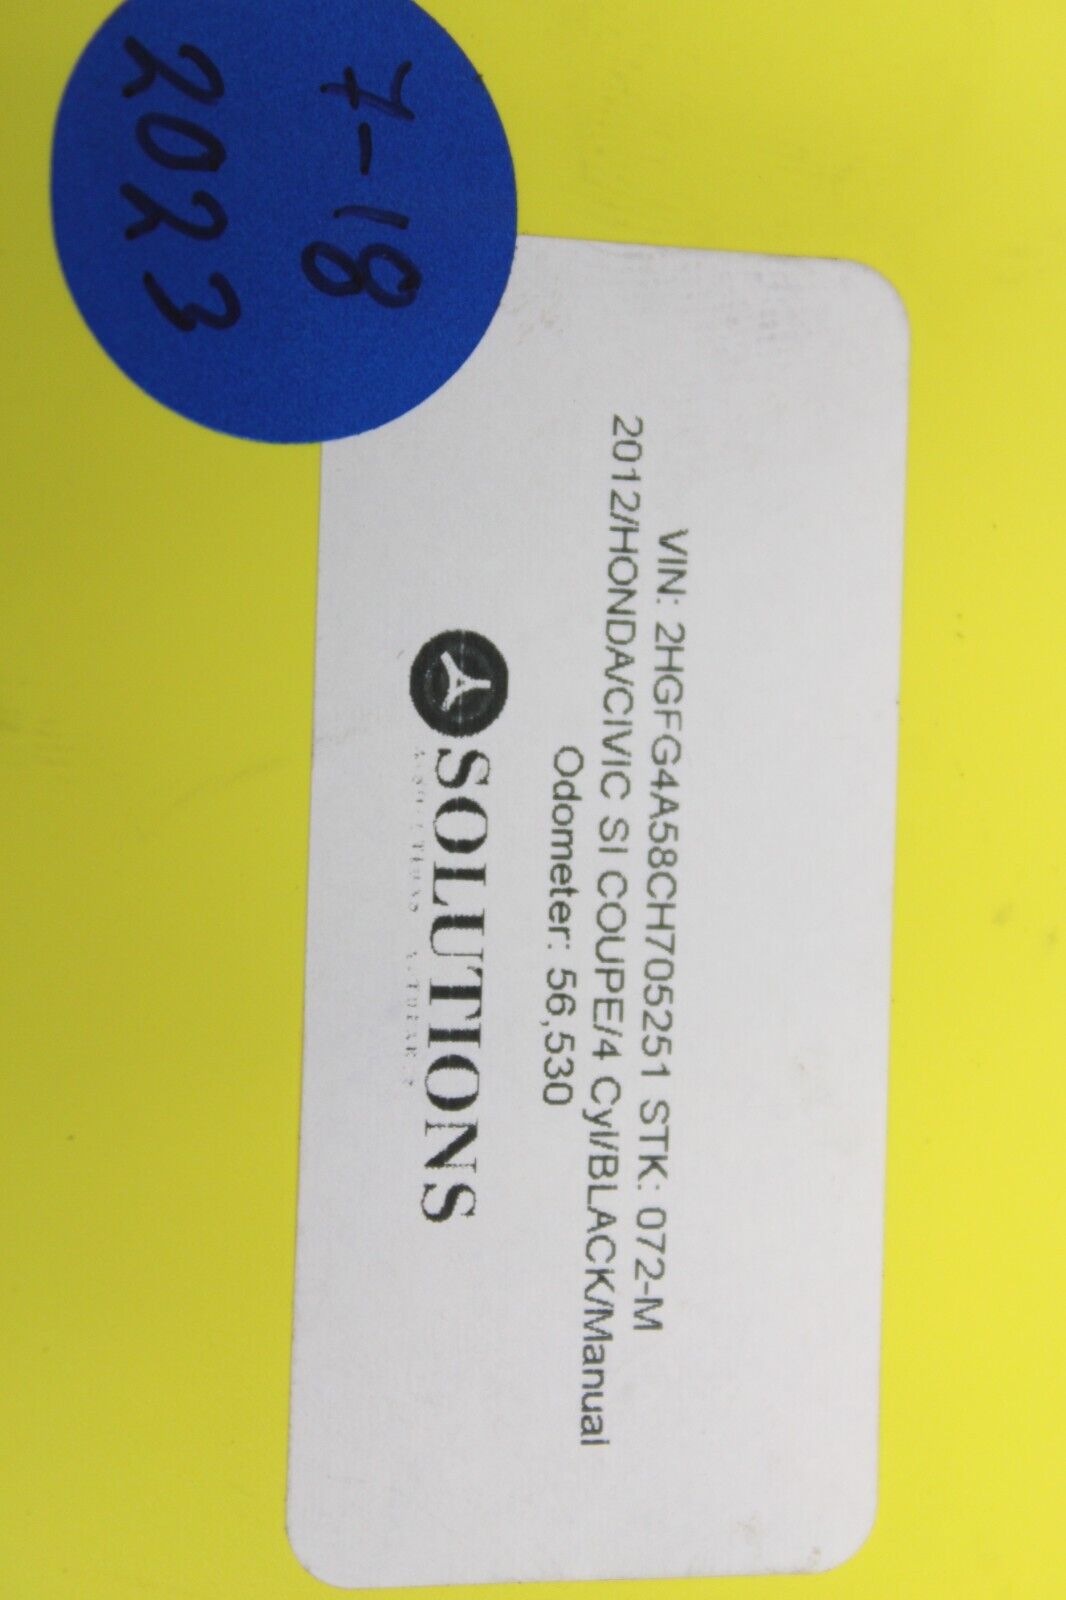 7-18
2023
VIN: 2HGFG4A58CH705251 STK: 072-M
2012/HONDA/CIVIC SI COUPE/4 Cyl/BLACK/Manual
Odometer: 56,530
SOLUTIONS